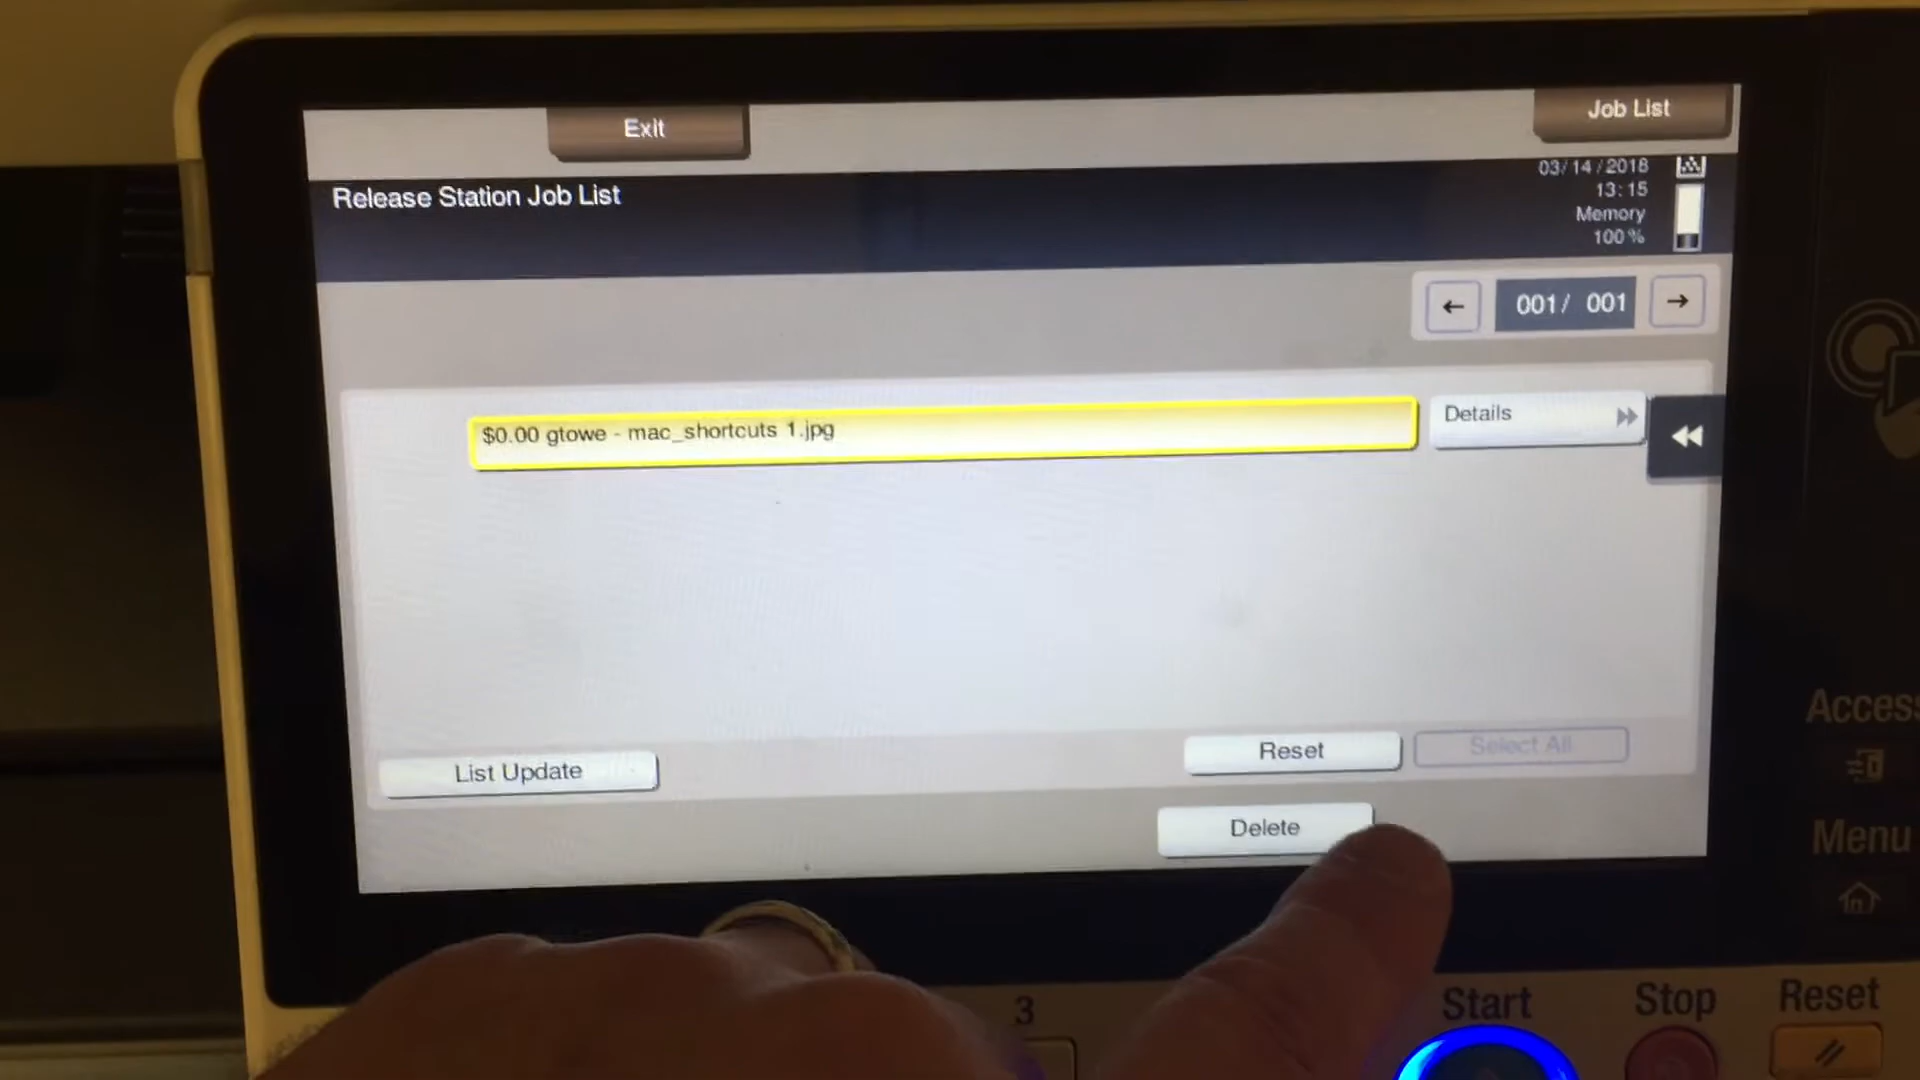 Exit
Job List
Release Station Job List
03/14/2018
13:15
Memory
100%
001/ 001
$0.00 gtowe - mac_shortcuts 1.jpg
Details
Reset
Select All
List Update
Delete
Access
Menu
3
Start
Stop
Reset